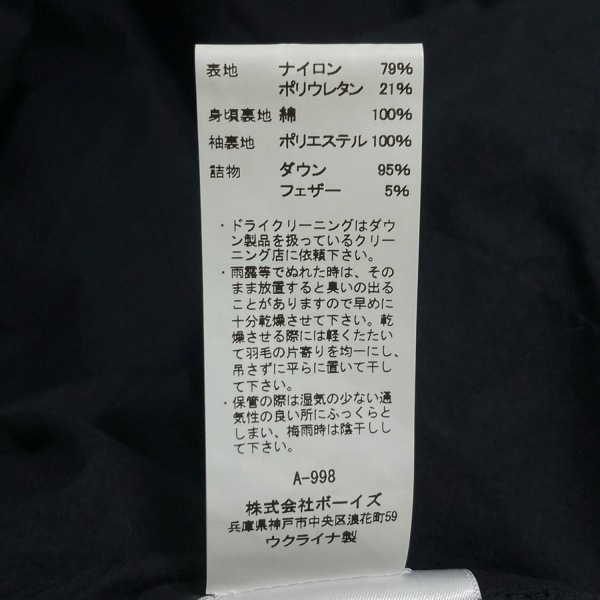 表地 ナイロン 79%
ポリウレタン 21%
身頃裏地 綿 100%
袖裏地 ポリエステル 100%
詰物 ダウン 95%
フェザー 5%
・ドライクリーニングはダウ
ン製品を扱っているクリー
ニング店に依頼下さい。
・雨露等でぬれた時は、その
まま放置すると臭いの出る
ことがありますので早めに
十分乾燥させて下さい。乾
燥させる際には軽くたたい
て羽毛の片寄りを均一にし、
吊さずに平らに置いて干し
て下さい。
・保管の際は湿気の少ない通
気性の良い所にふっくらと
しまい、梅雨時は陰干しし
て下さい。
A-998
株式会社ボーイズ
兵庫県神戸市中央区浪花町59
ウクライナ製